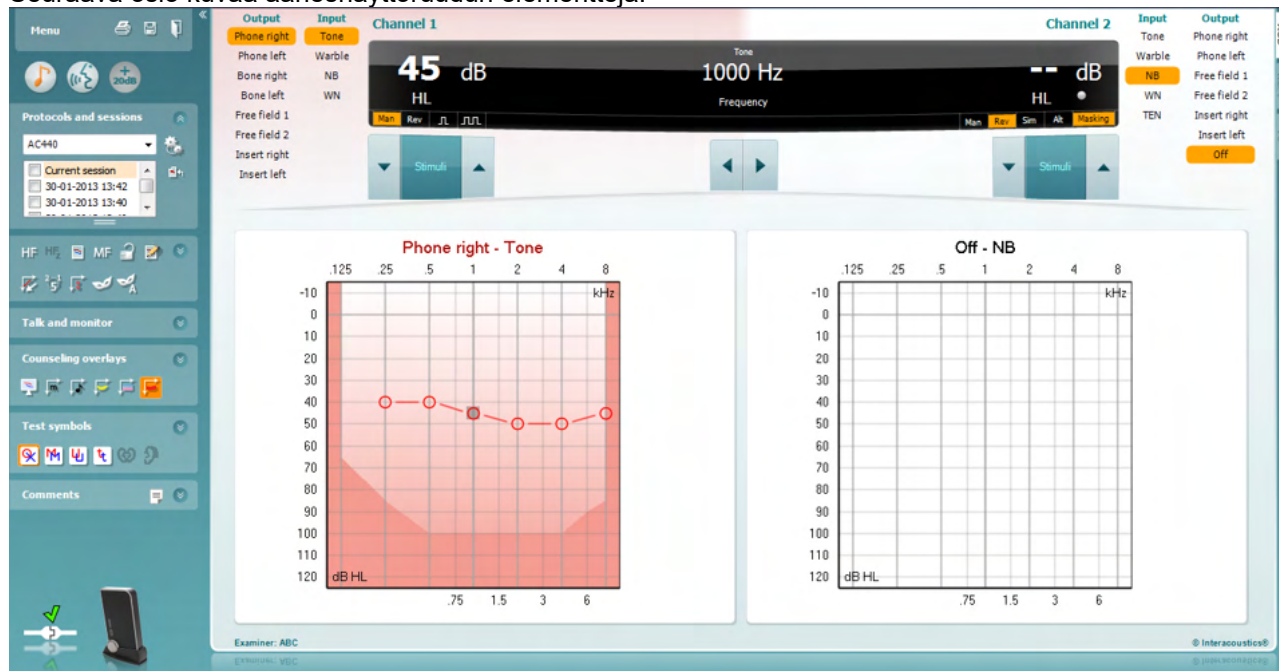 Seuraava osio kuvaa äänesnäyttöruudun elementtejä.
Menu
20dB
Protocols and sessions
AC440
Current session
30-01-2013 13:42
30-01-2013 13:40
HF HF2 MF
Talk and monitor
Counseling overlays
Test symbols
Comments
Output Input
Phone right Tone
Phone left Warble
Bone right NB
Bone left WN
Free field 1
Free field 2
Insert right
Insert left
Channel 1
Channel 2
45 dB
HL
Man Rev
Tone
1000 Hz
Frequency
-- dB
HL
Man Rev Sim Alt Masking
Stimuli
Stimuli
Input Output
Tone Phone right
Warble Phone left
NB Free field 1
WN Free field 2
TEN Insert right
Insert left
Off
Phone right - Tone
.125 .25 .5 1 2 4 8
kHz
-10
0
10
20
30
40
50
60
70
80
90
100
110
120
dB HL
.75 1.5 3 6
Off - NB
.125 .25 .5 1 2 4 8
kHz
-10
0
10
20
30
40
50
60
70
80
90
100
110
120
dB HL
.75 1.5 3 6
Examiner: ABC
© Interacoustics®